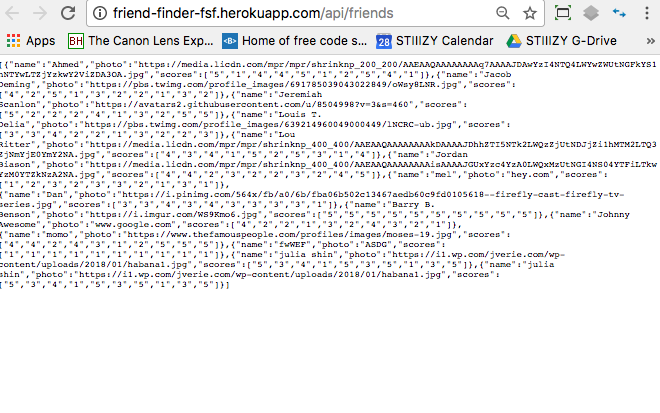 friend-finder-fsf.herokuapp.com/api/friends
Apps The Canon Lens Exp... Home of free code s... 28 STIIIZY Calendar STIIIZY G-Drive
[{"name":"Ahmed","photo":"https://media.licdn.com/mpr/mpr/shrinknp_200_200/
","scores":["5","1","4","4","5","1","2","5","4","1"]},{"name":"Jacob
Deming","photo":"https://pbs.twimg.com/profile_images/691785039043022849/oWsy8LNR.jpg","scores":
["4","2","5","1","3","2","2","1","3","2"]},{"name":"Jeremiah
Scanlon","photo":"https://avatars2.githubusercontent.com/u/8504998?v=3&s=460","scores":
["5","2","2","2","4","1","3","2","5","5"]},{"name":"Louis T.
Delia","photo":"https://pbs.twimg.com/profile_images/639214960049000449/lNCRC-ub.jpg","scores":
["3","3","4","2","2","1","3","2","2","3"]},{"name":"Lou
Ritter","photo":"https://media.licdn.com/mpr/mpr/shrinknp_400_400/
"scores":["4","3","4","1","5","2","5","3","1","4"]},{"name":"Jordan
Biason","photo":"https://media.licdn.com/mpr/mpr/shrinknp_400_400/
"scores":["4","4","2","3","2","2","3","2","2","2"]},{"name":"mel","photo":"hey.com","scores":
["1","2","3","2","3","3","2","1","3","1"]},
{"name":"Dan","photo":"https://i.pinimg.com/564x/fb/a0/6b/fba06b502c13467aedb60c9fd0105618--firefly-cast-firefly-tv-
series.jpg","scores":["3","3","4","3","4","3","3","3","3","1"]},{"name":"Barry B.
Benson","photo":"https://i.imgur.com/WS9Kmo6.jpg","scores":["5","5","5","5","5","5","5","5","5","5"]},{"name":"Johnny
Awesome","photo":"www.google.com","scores":["4","2","2","1","3","2","4","3","2","1"]},
{"name":"momo","photo":"https://www.thefamouspeople.com/profiles/images/moses-19.jpg","scores":
["4","4","2","4","3","1","2","5","5","5"]},{"name":"fwWEF","photo":"ASDG","scores":
["1","1","1","1","1","1","1","1","1","1"]},{"name":"julia shin","photo":"https://i1.wp.com/jverie.com/wp-
content/uploads/2018/01/habana1.jpg","scores":["5","3","4","1","5","3","5","1","3","5"]},{"name":"julia
shin","photo":"https://i1.wp.com/jverie.com/wp-content/uploads/2018/01/habana1.jpg","scores":
["5","3","4","1","5","3","5","1","3","5"]}]